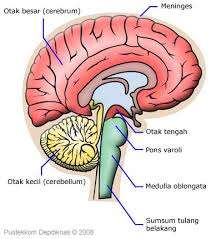 Otak besar (cerebrum)
Meninges
Otak tengah
Pons varoli
Otak kecil (cerebellum)
Medulla oblongata
Sumsum tulang
belakang
Pustekkom Depdiknas © 2008